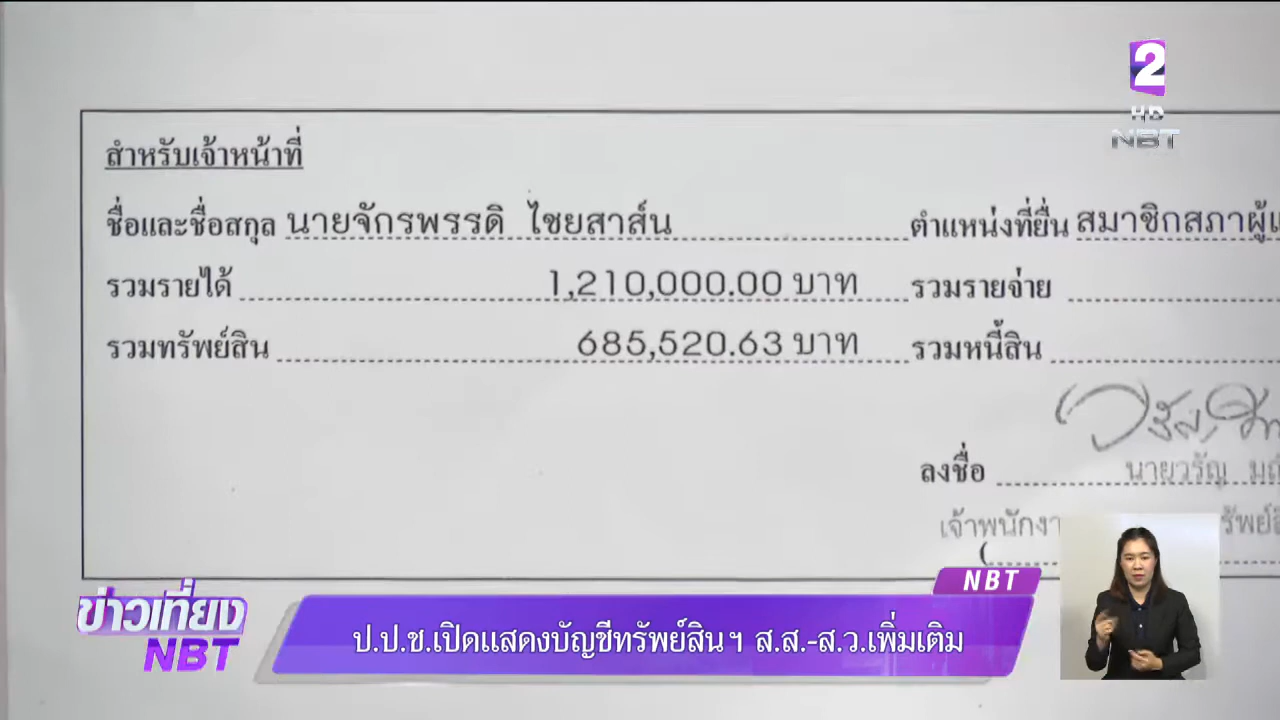 2
HD
NBT
สำหรับเจ้าหน้าที่
ชื่อและชื่อสกุล นายจักรพรรดิ ไชยสาส์น ตำแหน่งที่ยื่น สมาชิกสภาผู้แ
รวมรายได้ 1,210,000.00 บาท รวมรายจ่าย
รวมทรัพย์สิน 685,520.63 บาท รวมหนี้สิน
ลงชื่อ นายวรัญ
เจ้าพนักงา รัพย์สิ
(
NBT
ข่าวเที่ยง
NBT
ป.ป.ช.เปิดแสดงบัญชีทรัพย์สินฯ ส.ส.-ส.ว.เพิ่มเติม